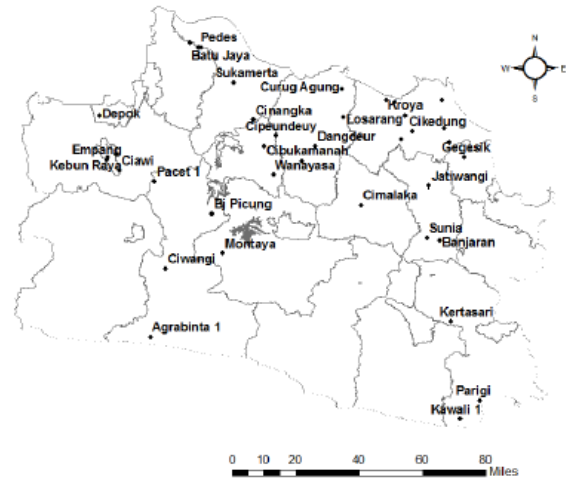 N
W E
S
Pedes
Batu Jaya
Sukamerta
Curug Agung
Kroya
Cinangka
Losarang
Cikedung
Depok
Cipeundeuy
Dangdeur
Gegesik
Empang
Cibukamanah
Kebun Raya
Ciawi
Wanayasa
Pacet 1
Jatiwangi
Cimalaka
Bj Picung
Sunia
Montaya
Banjaran
Ciwangi
Kertasari
Agrabinta 1
Parigi
Kawali 1
0 10 20 40 60 80
Miles